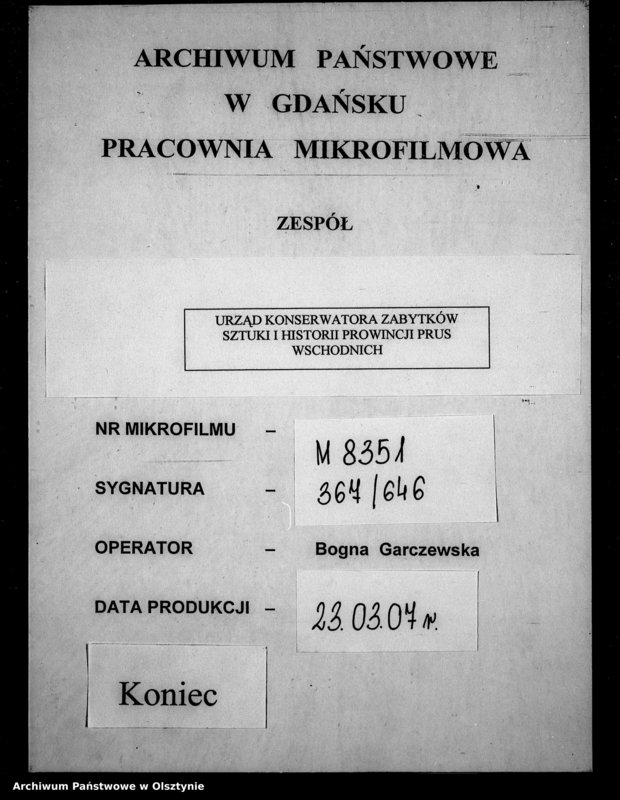 ARCHIWUM PAŃSTWOWE
W GDAŃSKU
PRACOWNIA MIKROFILMOWA
ZESPÓŁ
URZĄD KONSERWATORA ZABYTKÓW
SZTUKI I HISTORII PROWINCJI PRUS
WSCHODNICH
NR MIKROFILMU – M 8351
SYGNATURA – 367/646
OPERATOR – Bogna Garczewska
DATA PRODUKCJI – 23.03.07 r.
Koniec
Archiwum Państwowe w Olsztynie